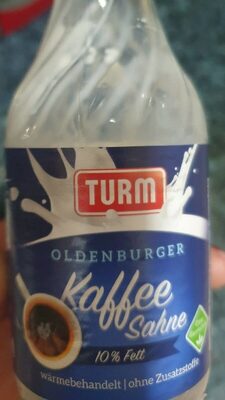 TURM
OLDENBURGER
Kaffee
Sahne
10% Fett
wärmebehandelt | ohne Zusatzstoffe